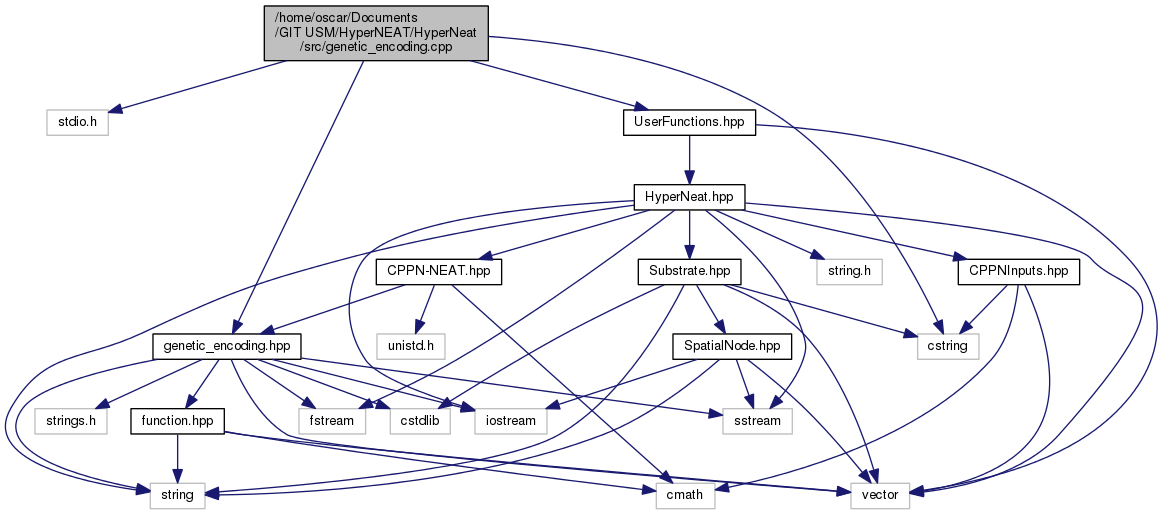 /home/oscar/Documents
/GIT USM/HyperNEAT/HyperNeat
/src/genetic_encoding.cpp
stdio.h
UserFunctions.hpp
HyperNeat.hpp
CPPN-NEAT.hpp
Substrate.hpp
string.h
CPPNInputs.hpp
genetic_encoding.hpp
unistd.h
SpatialNode.hpp
cstring
strings.h
function.hpp
fstream
cstdlib
iostream
sstream
string
cmath
vector